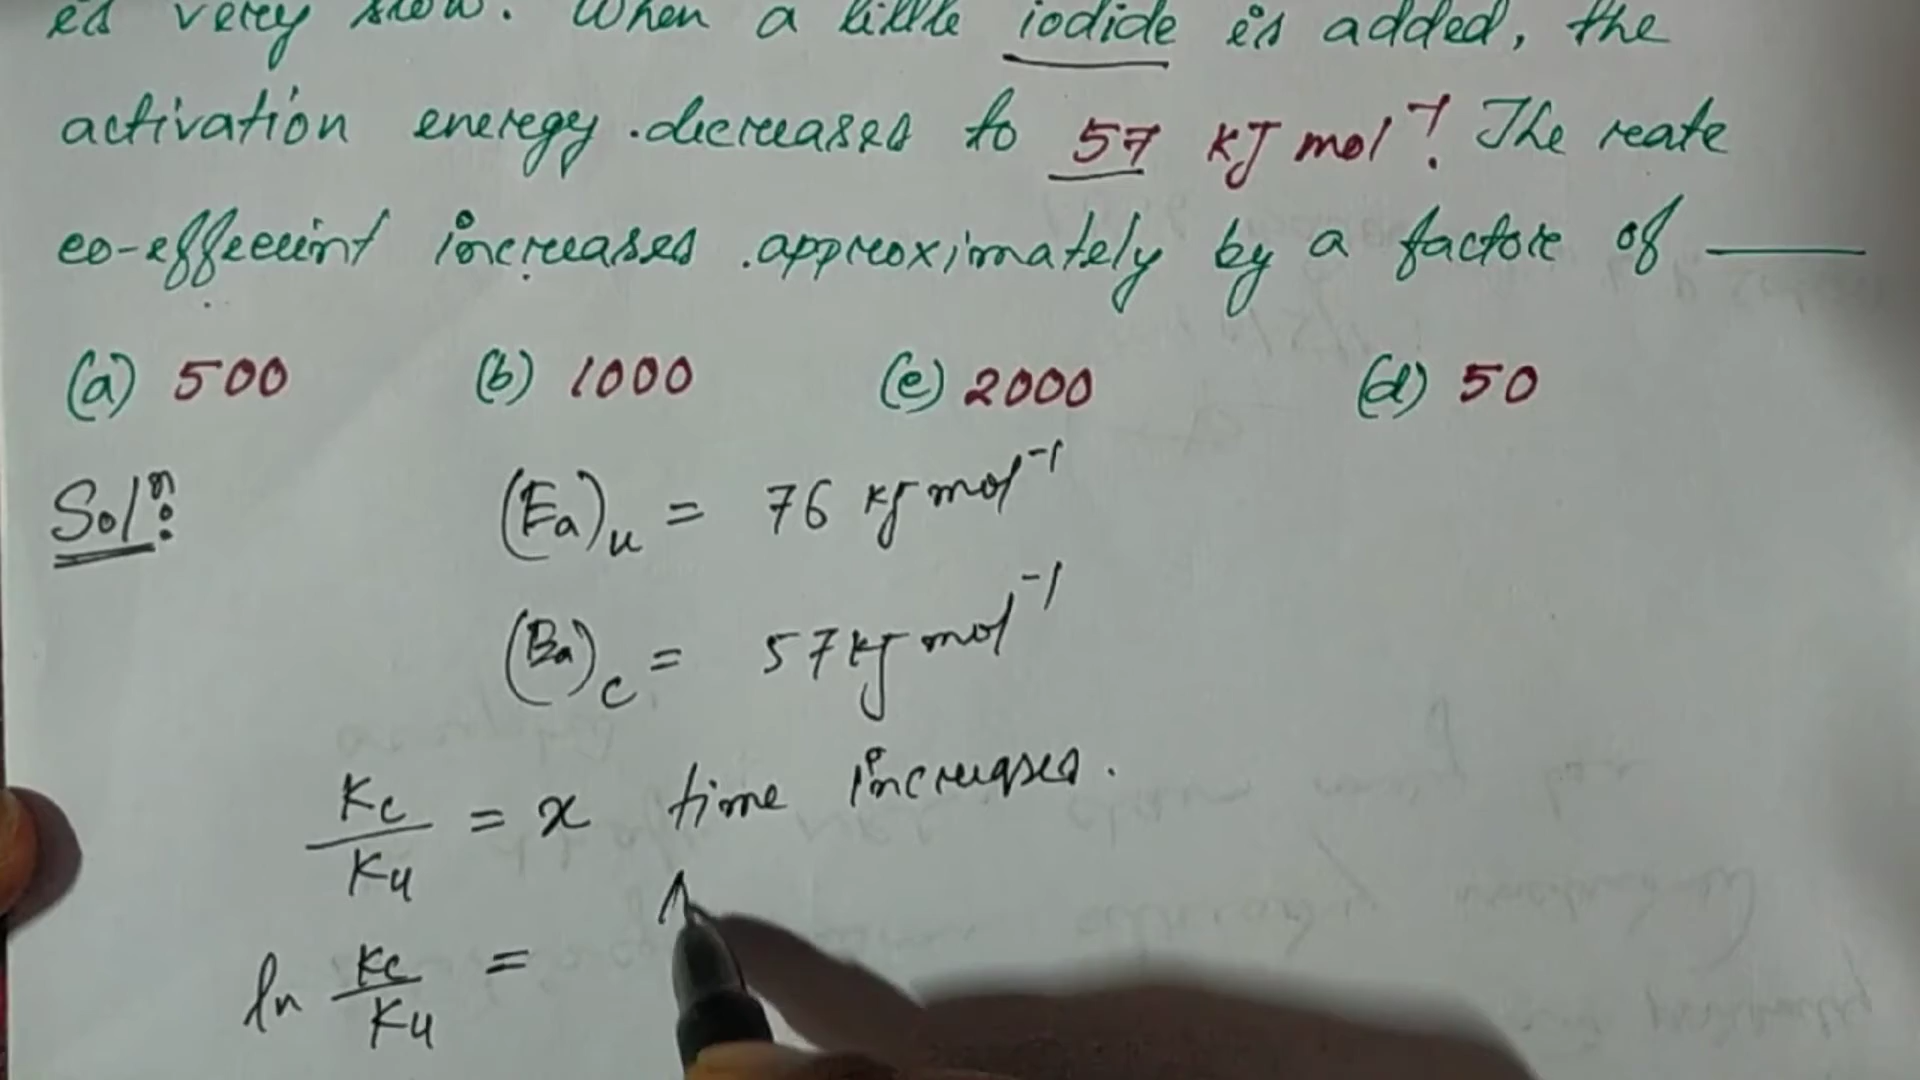 is very slow. When a little iodide is added, the
activation energy decreases to 57 kJ mol⁻¹. The rate
co-efficient increases approximately by a factor of ____
(a) 500 (b) 1000 (c) 2000 (d) 50
Solⁿ: (Ea)u = 76 kJ mol⁻¹
(Ea)c = 57 kJ mol⁻¹
Kc/Ku = x time increases.
ln Kc/Ku =